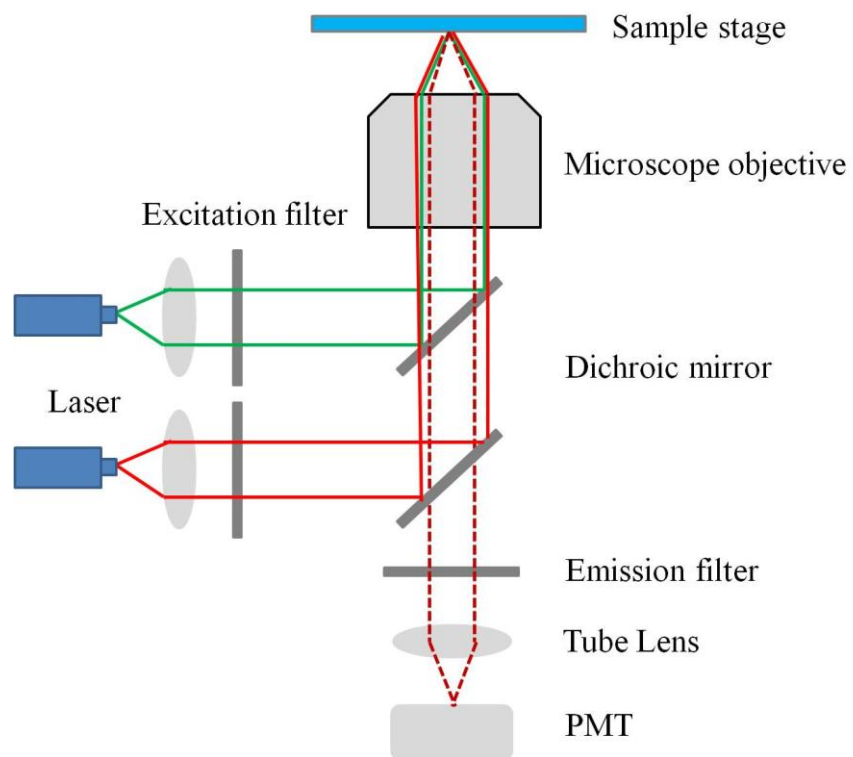 Sample stage
Microscope objective
Excitation filter
Dichroic mirror
Laser
Emission filter
Tube Lens
PMT